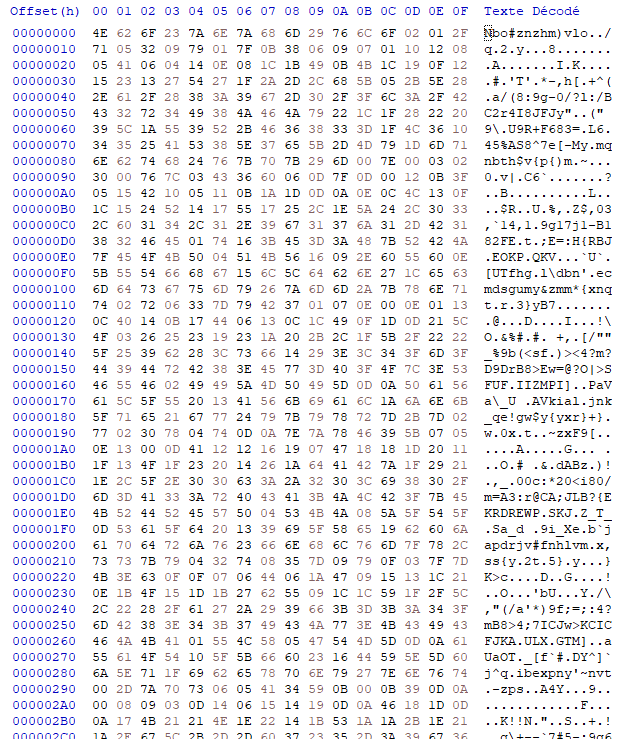 Offset(h) 00 01 02 03 04 05 06 07 08 09 0A 0B 0C 0D 0E 0F Texte Décodé
00000000 4E 62 6F 23 7A 6E 7A 68 6D 29 76 6C 6F 02 01 2F Nbo#znzhm)vlo../
00000010 71 05 32 09 79 01 7F 0B 38 06 09 07 01 10 12 08 q.2.y...8.......
00000020 05 41 06 04 14 0E 08 1C 1B 49 0B 4B 1C 19 0F 12 .A.......I.K....
00000030 15 23 13 27 54 27 1F 2A 2D 2C 68 5B 05 2B 5E 28 .#.'T'.*-,h[.+^(
00000040 2E 61 2F 28 38 3A 39 67 2D 30 2F 3F 6C 3A 2F 42 .a/(8:9g-0/?l:/B
00000050 43 32 72 34 49 38 4A 46 4A 79 22 1C 1F 28 22 20 C2r4I8JFJy"..("
00000060 39 5C 1A 55 39 52 2B 46 36 38 33 3D 1F 4C 36 10 9\.U9R+F683=.L6.
00000070 34 35 25 41 53 38 5E 37 65 5B 2D 4D 79 1D 6D 71 45%AS8^7e[-My.mq
00000080 6E 62 74 68 24 76 7B 70 7B 29 6D 00 7E 00 03 02 nbth$v{p{)m.~...
00000090 30 00 76 7C 03 43 36 60 06 0D 7F 0D 00 12 0B 3F 0.v|.C6`.......?
000000A0 05 15 42 10 05 11 0B 1A 1D 0D 0A 0E 0C 4C 13 0F ..B..........L..
000000B0 1C 15 24 52 14 17 55 17 25 2C 1E 5A 24 2C 30 33 ..$R..U.%,.Z$,03
000000C0 2C 60 31 34 2C 31 2E 39 67 31 37 6A 31 2D 42 31 ,`14,1.9g17j1-B1
000000D0 38 32 46 45 01 74 16 3B 45 3D 3A 48 7B 52 42 4A 82FE.t.;E=:H{RBJ
000000E0 7F 45 4F 4B 50 04 51 4B 56 16 09 2E 60 55 60 0E .EOKP.QKV...`U`.
000000F0 5B 55 54 66 68 67 15 6C 5C 64 62 6E 27 1C 65 63 [UTfhg.l\dbn'.ec
00000100 6D 64 73 67 75 6D 79 26 7A 6D 6D 2A 7B 78 6E 71 mdsgumy&zmm*{xnq
00000110 74 02 72 06 33 7D 79 42 37 01 07 0E 00 0E 01 13 t.r.3}yB7.......
00000120 0C 40 14 0B 17 44 06 13 0C 1C 49 0F 1D 0D 21 5C .@...D....I...!\
00000130 4F 03 26 25 23 19 23 1A 20 2B 2C 1F 5B 2F 22 22 O.&%#.#. +,.[/""
00000140 5F 25 39 62 28 3C 73 66 14 29 3E 3C 34 3F 6D 3F _%9b(<sf.)><4?m?
00000150 44 39 44 72 42 38 3E 45 77 3D 40 3F 4F 7C 3E 53 D9DrB8>Ew=@?O|>S
00000160 46 55 46 02 49 49 5A 4D 50 49 5D 0D 0A 50 61 56 FUF.IIZMPI]..PaV
00000170 61 5C 5F 55 20 13 41 56 6B 69 61 6C 1A 6A 6E 6B a\_U .AVkial.jnk
00000180 5F 71 65 21 67 77 24 79 7B 79 78 72 7D 2B 7D 02 _qe!gw$y{yxr}+}.
00000190 77 02 30 78 04 74 0D 0A 7E 7A 78 46 39 5B 07 05 w.0x.t..~zxF9[..
000001A0 0E 13 00 0D 41 12 12 16 19 07 47 18 18 1D 20 11 ....A.....G... .
000001B0 1F 13 4F 1F 23 20 14 26 1A 64 41 42 7A 1F 29 21 ..O.# .&.dABz.)!
000001C0 1E 2C 5F 2E 30 30 63 3A 2A 32 30 3C 69 38 30 2F .,_.00c:*20<i80/
000001D0 6D 3D 41 33 3A 72 40 43 41 3B 4A 4C 42 3F 7B 45 m=A3:r@CA;JLB?{E
000001E0 4B 52 44 52 45 57 50 04 53 4B 4A 08 5A 5F 54 5F KRDREWP.SKJ.Z_T_
000001F0 0D 53 61 5F 64 20 13 39 69 5F 58 65 19 62 60 6A .Sa_d .9i_Xe.b`j
00000200 61 70 64 72 6A 76 23 66 6E 68 6C 76 6D 7F 78 2C apdrjv#fnhlvm.x,
00000210 73 73 7B 79 04 32 74 08 35 7D 09 79 0F 03 7F 7D ss{y.2t.5}.y...}
00000220 4B 3E 63 0F 0F 07 06 44 06 1A 47 09 15 13 1C 21 K>c....D..G....!
00000230 0E 1B 4F 15 1D 1B 27 62 55 09 1C 1C 59 1F 2F 5C ..O...'bU...Y./\
00000240 2C 22 28 2F 61 27 2A 29 39 66 3B 3D 3B 3A 34 3F ,"(/a'*)9f;=;:4?
00000250 6D 42 38 3E 34 3B 37 49 43 4A 77 3E 4B 43 49 43 mB8>4;7ICJw>KCIC
00000260 46 4A 4B 41 01 55 4C 58 05 47 54 4D 5D 0D 0A 61 FJKA.ULX.GTM]..a
00000270 55 61 4F 54 10 5F 5B 66 60 23 16 44 59 5E 5D 60 UaOT._[f`#.DY^]`
00000280 6A 5E 71 1F 69 62 65 78 70 6E 79 27 7E 6E 76 74 j^q.ibexpny'~nvt
00000290 00 2D 7A 70 73 06 05 41 34 59 0B 00 0B 39 0D 0A .-zps..A4Y...9..
000002A0 00 08 09 03 0D 14 06 15 14 19 0D 0A 46 18 1D 0D ............F...
000002B0 0A 17 4B 21 21 4E 1E 22 14 1B 53 1A 1A 2B 1E 21 ..K!!N."..S..+.!